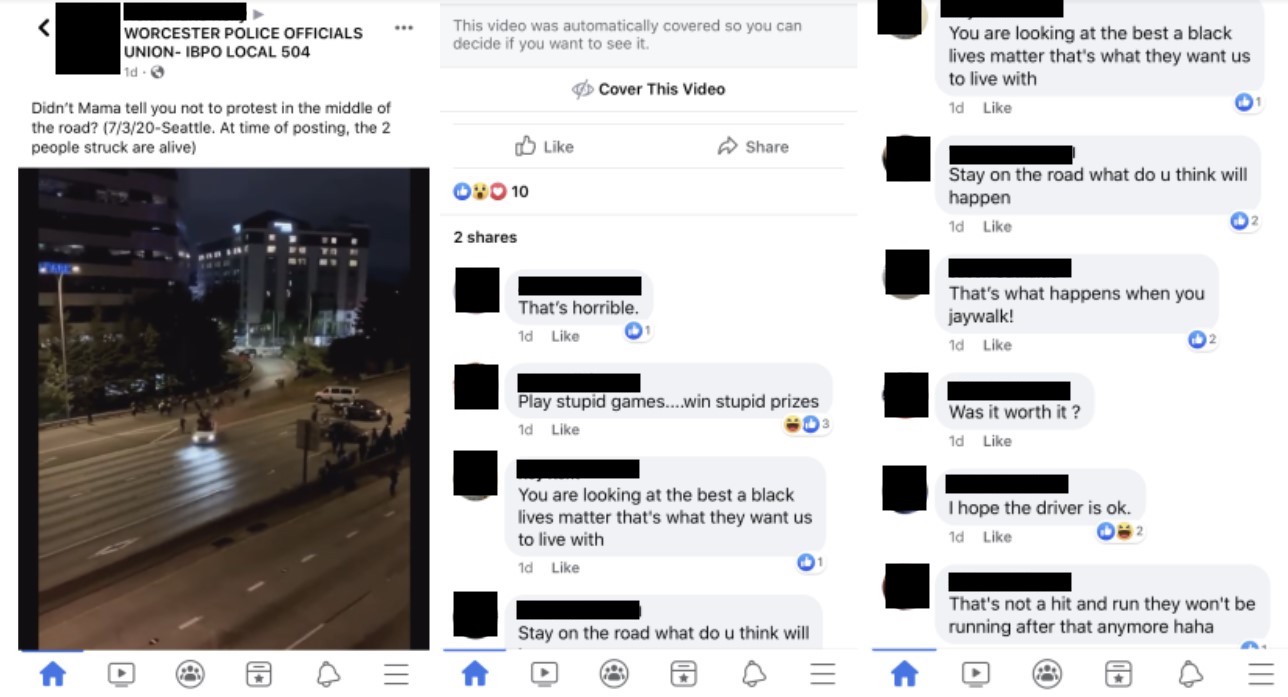 WORCESTER POLICE OFFICIALS
UNION- IBPO LOCAL 504
1d ·
Didn't Mama tell you not to protest in the middle of
the road? (7/3/20-Seattle. At time of posting, the 2
people struck are alive)
This video was automatically covered so you can
decide if you want to see it.
Cover This Video
Like Share
10
2 shares
That's horrible.
1d Like 1
Play stupid games....win stupid prizes
1d Like 3
You are looking at the best a black
lives matter that's what they want us
to live with
1d Like 1
Stay on the road what do u think will
You are looking at the best a black
lives matter that's what they want us
to live with
1d Like 1
Stay on the road what do u think will
happen
1d Like 2
That's what happens when you
jaywalk!
1d Like 2
Was it worth it ?
1d Like
I hope the driver is ok.
1d Like 2
That's not a hit and run they won't be
running after that anymore haha
1